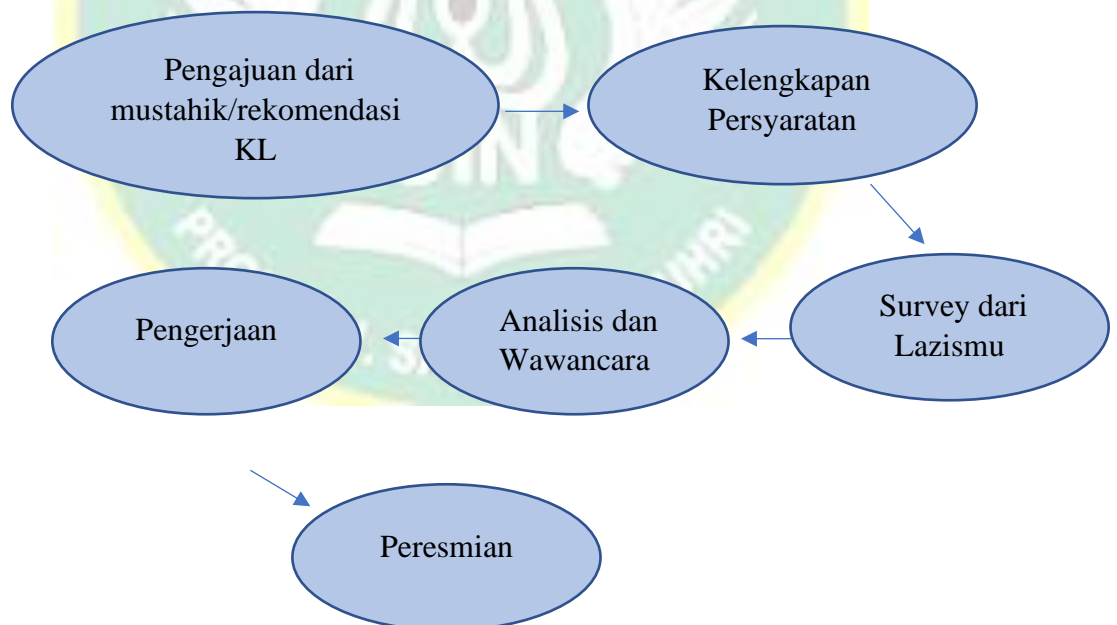 Pengajuan dari
mustahik/rekomendasi
KL
Kelengkapan
Persyaratan
Survey dari
Lazismu
Analisis dan
Wawancara
Pengerjaan
Peresmian